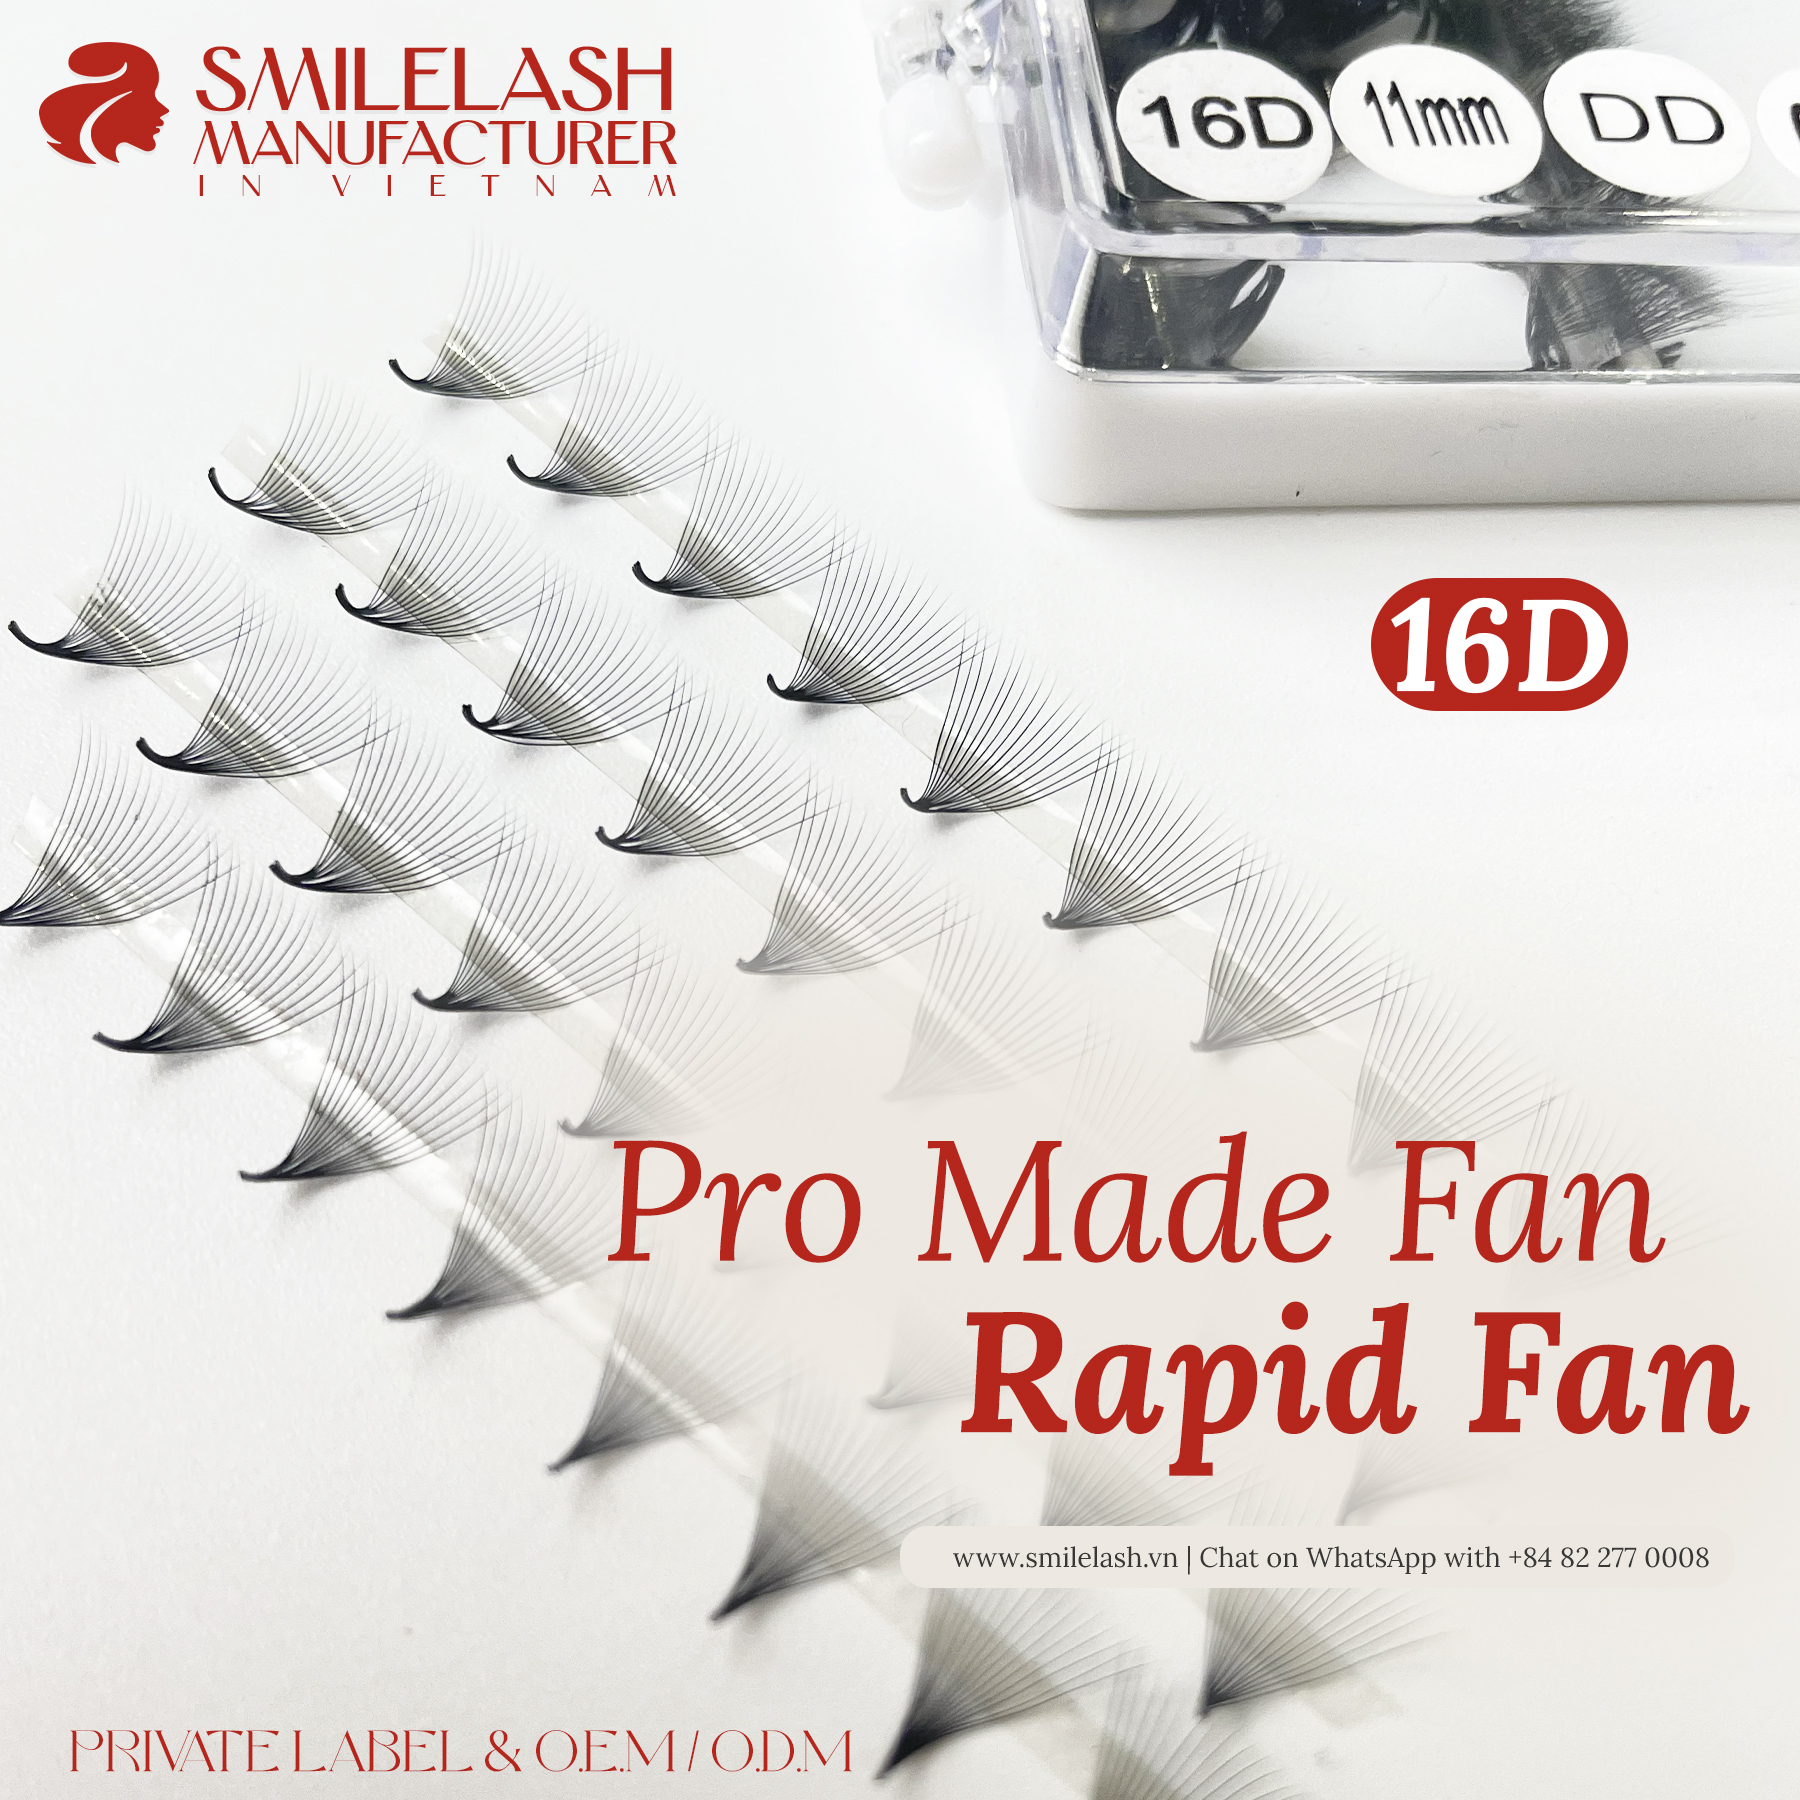 SMILELASH
MANUFACTURER
IN VIETNAM
16D 11mm DD
16D
Pro Made Fan
Rapid Fan
www.smilelash.vn | Chat on WhatsApp with +84 82 277 0008
PRIVATE LABEL & O.E.M / O.D.M